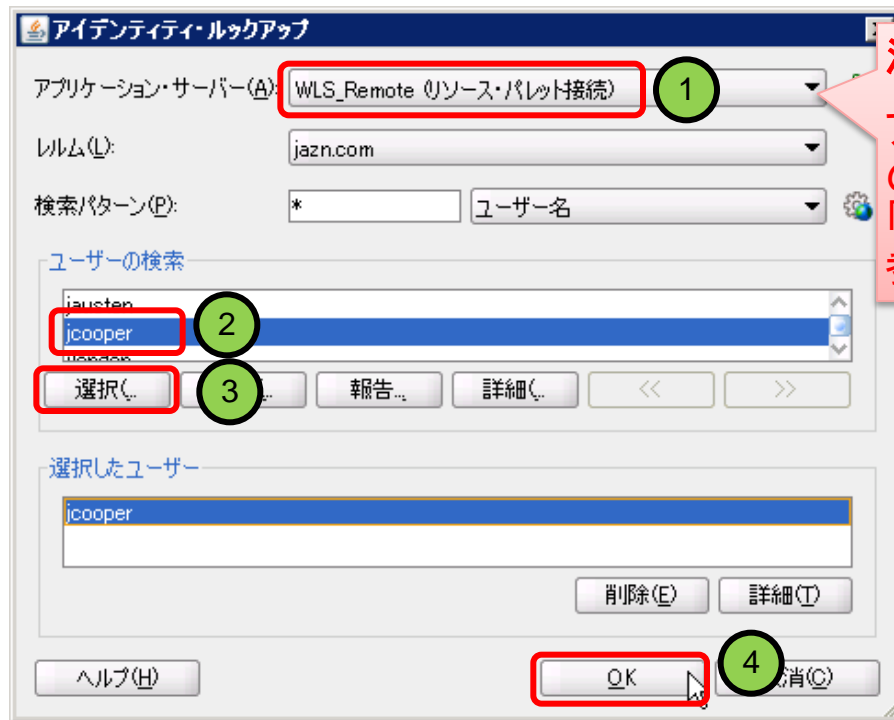 アイデンティティ・ルックアップ
アプリケーション・サーバー(A): WLS_Remote (リソース・パレット接続) 1
レルム(L): jazn.com
検索パターン(P): * ユーザー名
の
ユーザーの検索
jausten
jcooper 2
選択(... 3 報告... 詳細(... << >>
選択したユーザー
jcooper
削除(E) 詳細(T)
ヘルプ(H) OK 4 消(C)